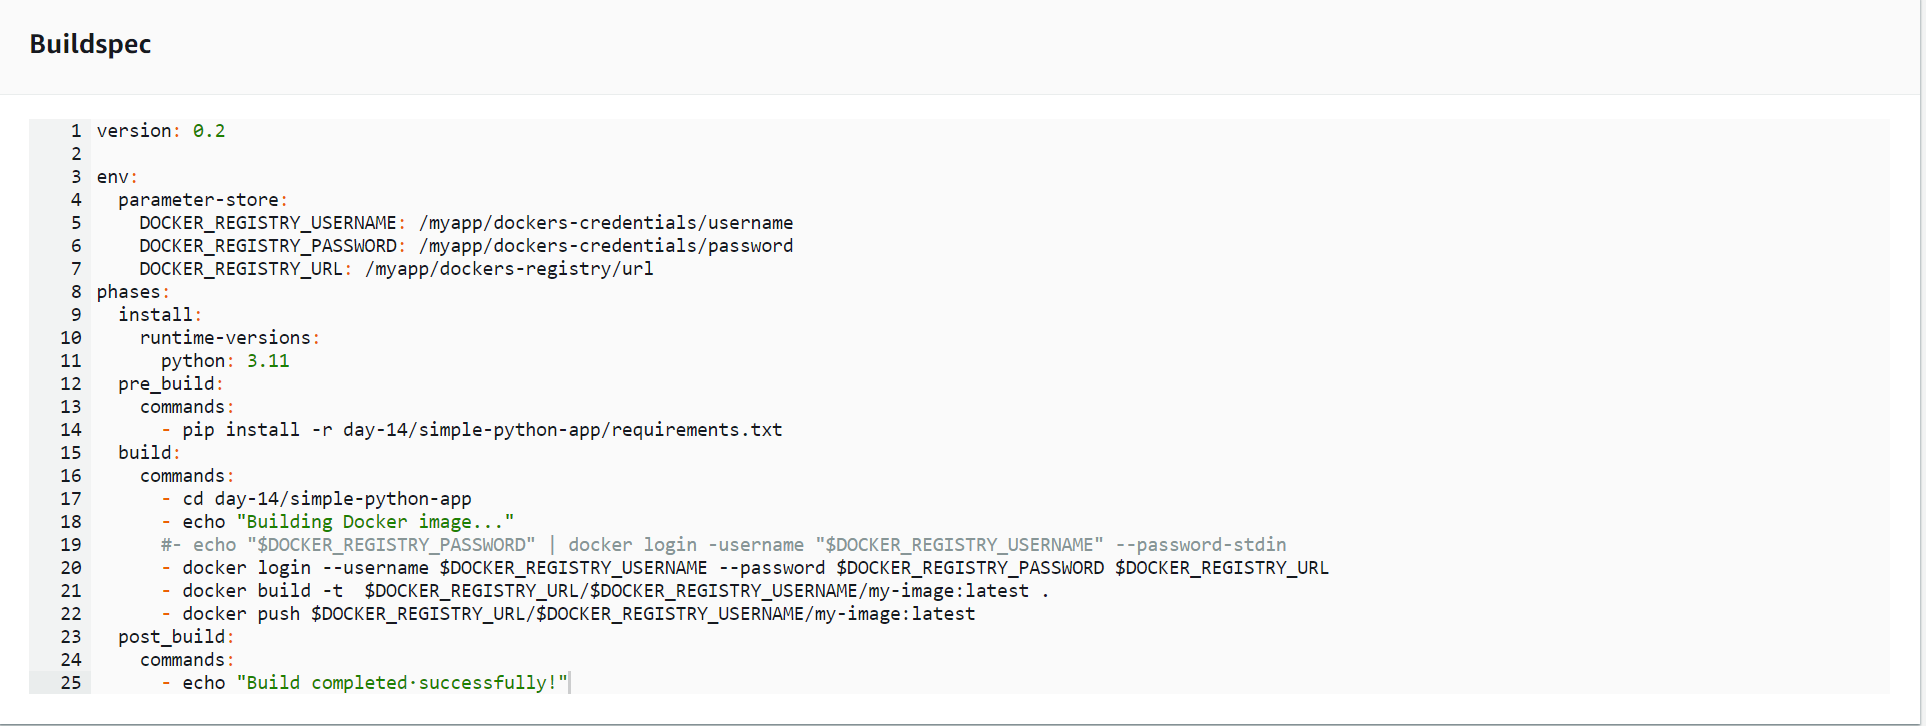 Buildspec
1 version: 0.2
2
3 env:
4   parameter-store:
5     DOCKER_REGISTRY_USERNAME: /myapp/dockers-credentials/username
6     DOCKER_REGISTRY_PASSWORD: /myapp/dockers-credentials/password
7     DOCKER_REGISTRY_URL: /myapp/dockers-registry/url
8 phases:
9   install:
10     runtime-versions:
11       python: 3.11
12   pre_build:
13     commands:
14       - pip install -r day-14/simple-python-app/requirements.txt
15   build:
16     commands:
17       - cd day-14/simple-python-app
18       - echo "Building Docker image..."
19       #- echo "$DOCKER_REGISTRY_PASSWORD" | docker login -username "$DOCKER_REGISTRY_USERNAME" --password-stdin
20       - docker login --username $DOCKER_REGISTRY_USERNAME --password $DOCKER_REGISTRY_PASSWORD $DOCKER_REGISTRY_URL
21       - docker build -t  $DOCKER_REGISTRY_URL/$DOCKER_REGISTRY_USERNAME/my-image:latest .
22       - docker push $DOCKER_REGISTRY_URL/$DOCKER_REGISTRY_USERNAME/my-image:latest
23   post_build:
24     commands:
25       - echo "Build completed·successfully!"